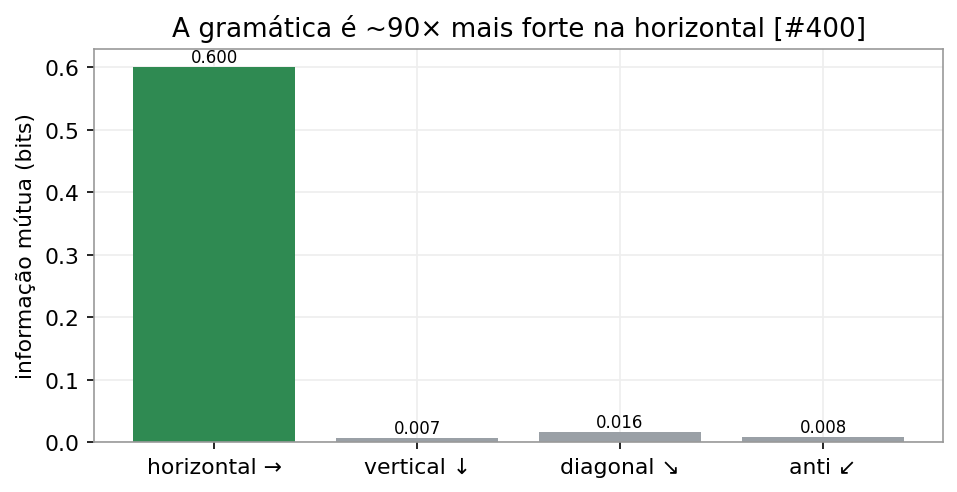 A gramática é ~90× mais forte na horizontal [#400]
informação mútua (bits)
0.6
0.5
0.4
0.3
0.2
0.1
0.0
0.600
0.007
0.016
0.008
horizontal →
vertical ↓
diagonal ↘
anti ↙